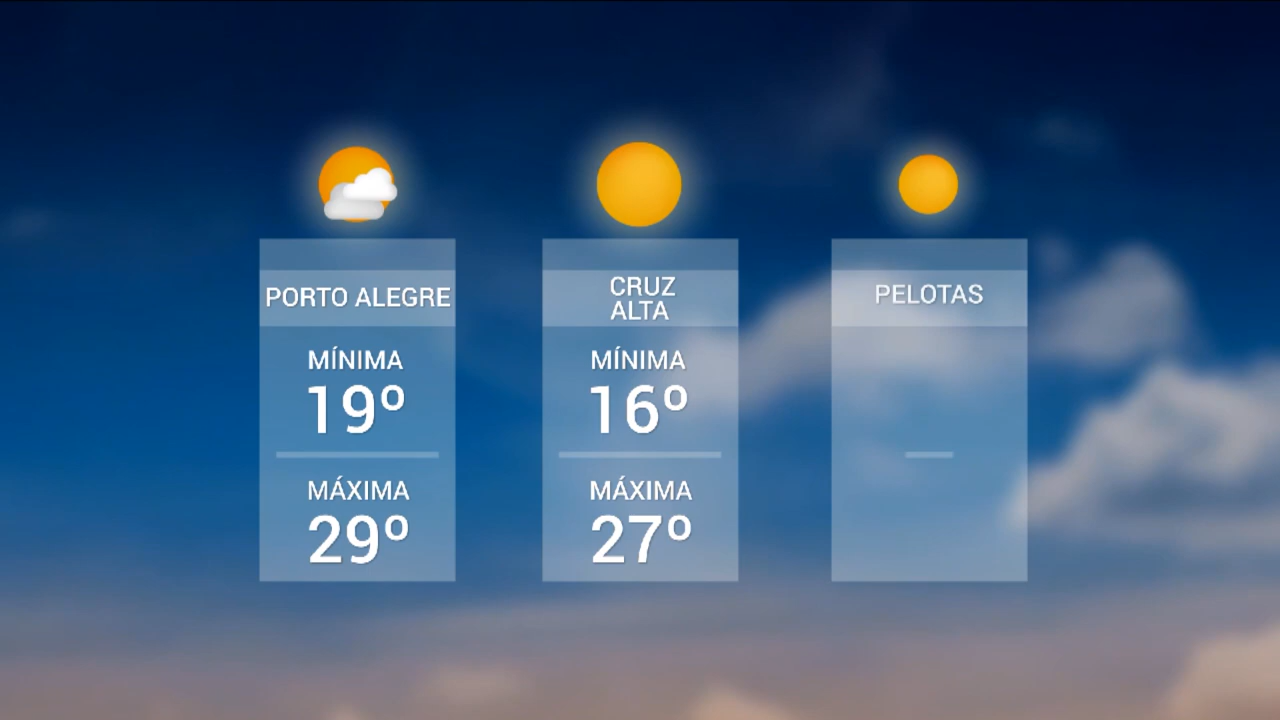 PORTO ALEGRE
MÍNIMA
19º
MÁXIMA
29º
CRUZ
ALTA
MÍNIMA
16º
MÁXIMA
27º
PELOTAS